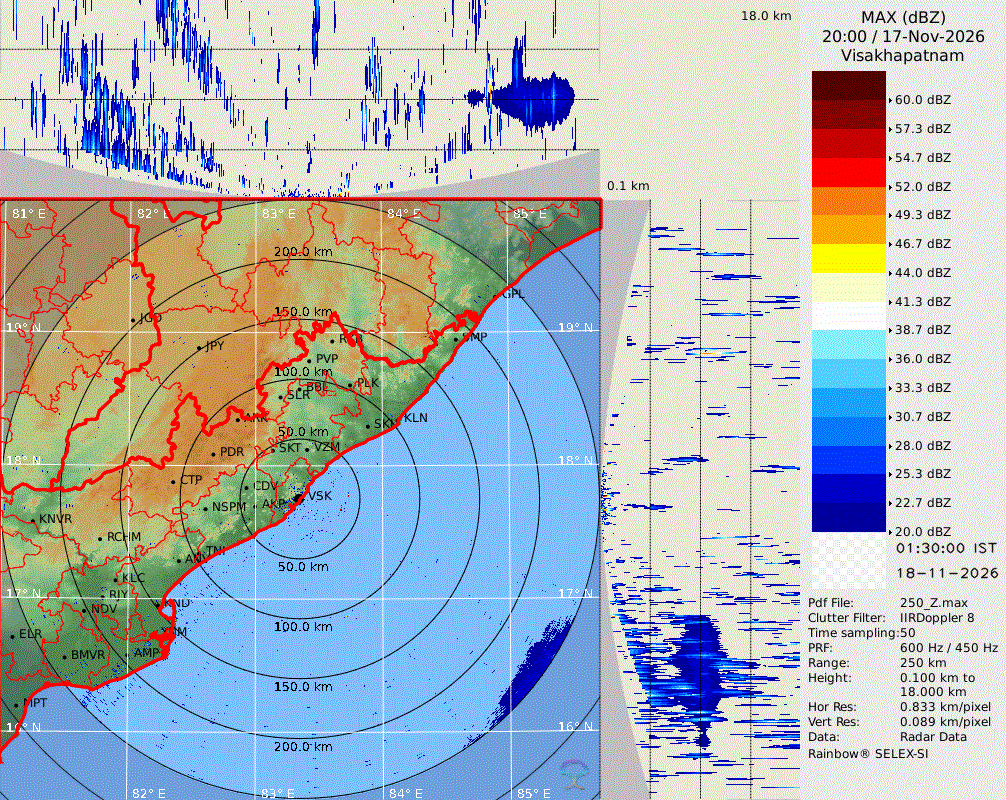 18.0 km
0.1 km
MAX (dBZ)
20:00 / 17-Nov-2026
Visakhapatnam
60.0 dBZ
57.3 dBZ
54.7 dBZ
52.0 dBZ
49.3 dBZ
46.7 dBZ
44.0 dBZ
41.3 dBZ
38.7 dBZ
36.0 dBZ
33.3 dBZ
30.7 dBZ
28.0 dBZ
25.3 dBZ
22.7 dBZ
20.0 dBZ
01:30:00 IST
18-11-2026
Pdf File: 250_Z.max
Clutter Filter: IIRDoppler 8
Time sampling:50
PRF: 600 Hz / 450 Hz
Range: 250 km
Height: 0.100 km to
18.000 km
Hor Res: 0.833 km/pixel
Vert Res: 0.089 km/pixel
Data: Radar Data
Rainbow® SELEX-SI
81° E 82° E 83° E 84° E 85° E
200.0 km
GPL
150.0 km
JGD
19° N 19° N
JPY
PVP
100.0 km
BBL PLK
SLR
KLN
50.0 km
SKT VZM
PDR
18° N 18° N
CTP
CDV
VSK
NSPM AKP
KNVR
RCHM
TNI
50.0 km
KLC
RJY
17° N 17° N
NDV
100.0 km
ELR
BMVR AMP
150.0 km
MPT
16° N 16° N
200.0 km
82° E 83° E 84° E 85° E